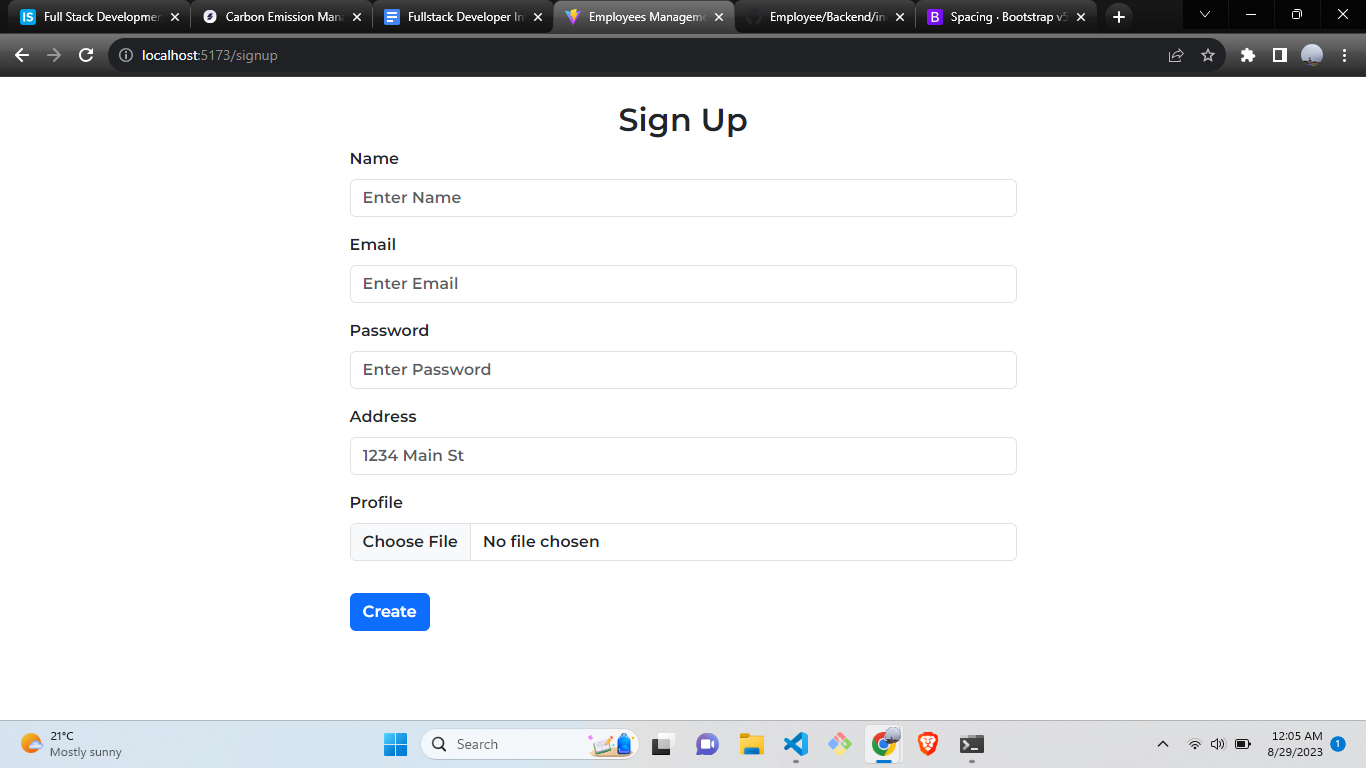 IS Full Stack Developmen
Carbon Emission Mana
Fullstack Developer In
Employees Manageme
Employee/Backend/in
B Spacing · Bootstrap v5
localhost:5173/signup
Sign Up
Name
Enter Name
Email
Enter Email
Password
Enter Password
Address
1234 Main St
Profile
Choose File No file chosen
Create
21°C
Mostly sunny
Search
12:05 AM
8/29/2023
1